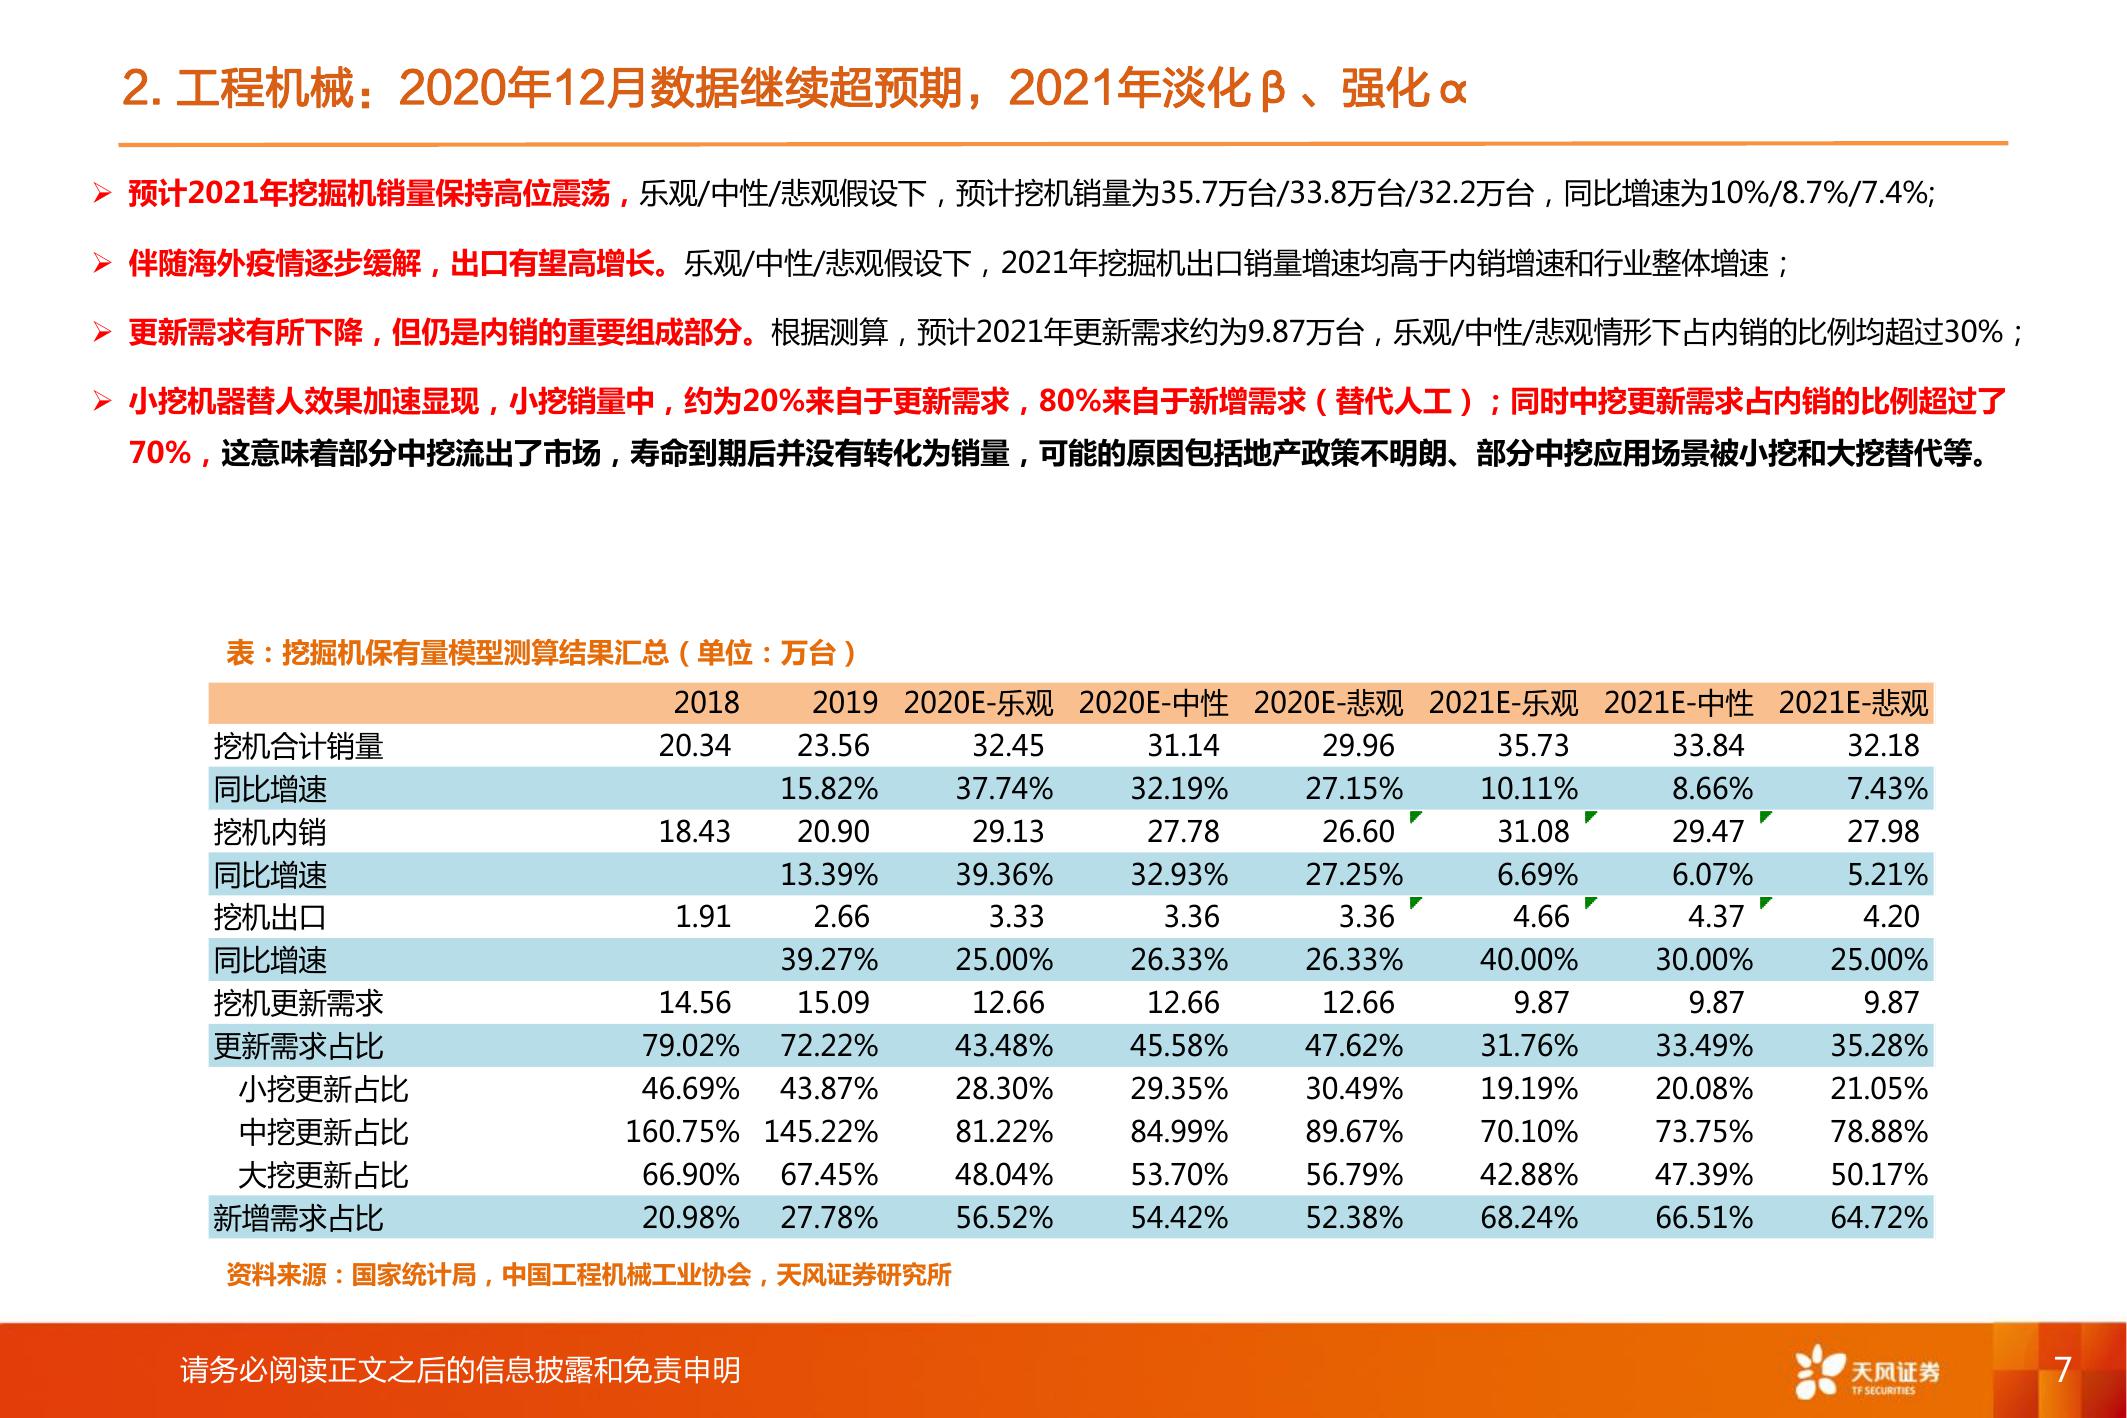 2. 工程机械：2020年12月数据继续超预期，2021年淡化β、强化α
预计2021年挖掘机销量保持高位震荡，乐观/中性/悲观假设下，预计挖机销量为35.7万台/33.8万台/32.2万台，同比增速为10%/8.7%/7.4%;
伴随海外疫情逐步缓解，出口有望高增长。乐观/中性/悲观假设下，2021年挖掘机出口销量增速均高于内销增速和行业整体增速；
更新需求有所下降，但仍是内销的重要组成部分。根据测算，预计2021年更新需求约为9.87万台，乐观/中性/悲观情形下占内销的比例均超过30%；
小挖机器替人效果加速显现，小挖销量中，约为20%来自于更新需求，80%来自于新增需求（替代人工）；同时中挖更新需求占内销的比例超过了
70%，这意味着部分中挖流出了市场，寿命到期后并没有转化为销量，可能的原因包括地产政策不明朗、部分中挖应用场景被小挖和大挖替代等。
表：挖掘机保有量模型测算结果汇总（单位：万台）
2018 2019 2020E-乐观 2020E-中性 2020E-悲观 2021E-乐观 2021E-中性 2021E-悲观
挖机合计销量 20.34 23.56 32.45 31.14 29.96 35.73 33.84 32.18
同比增速 15.82% 37.74% 32.19% 27.15% 10.11% 8.66% 7.43%
挖机内销 18.43 20.90 29.13 27.78 26.60 31.08 29.47 27.98
同比增速 13.39% 39.36% 32.93% 27.25% 6.69% 6.07% 5.21%
挖机出口 1.91 2.66 3.33 3.36 3.36 4.66 4.37 4.20
同比增速 39.27% 25.00% 26.33% 26.33% 40.00% 30.00% 25.00%
挖机更新需求 14.56 15.09 12.66 12.66 12.66 9.87 9.87 9.87
更新需求占比 79.02% 72.22% 43.48% 45.58% 47.62% 31.76% 33.49% 35.28%
小挖更新占比 46.69% 43.87% 28.30% 29.35% 30.49% 19.19% 20.08% 21.05%
中挖更新占比 160.75% 145.22% 81.22% 84.99% 89.67% 70.10% 73.75% 78.88%
大挖更新占比 66.90% 67.45% 48.04% 53.70% 56.79% 42.88% 47.39% 50.17%
新增需求占比 20.98% 27.78% 56.52% 54.42% 52.38% 68.24% 66.51% 64.72%
资料来源：国家统计局，中国工程机械工业协会，天风证券研究所
请务必阅读正文之后的信息披露和免责申明
天风证券
TF SECURITIES
7